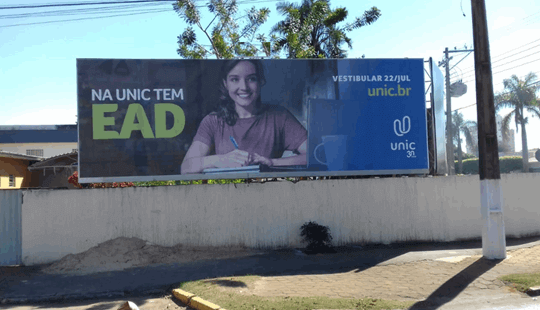 NA UNIC TEM
EAD
VESTIBULAR 22/JUL
unic.br
unic
30